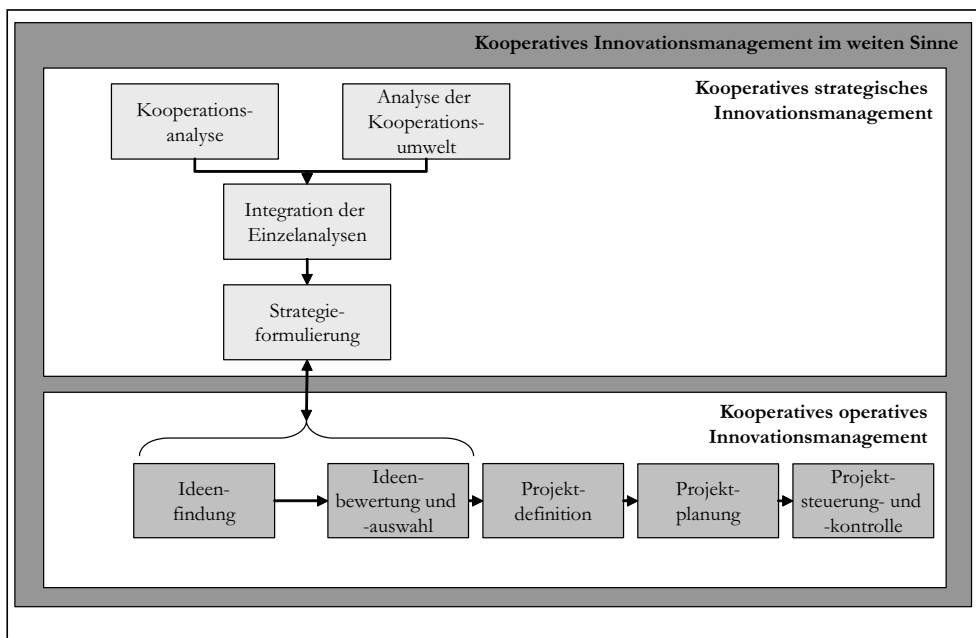 Kooperatives Innovationsmanagement im weiten Sinne
Kooperatives strategisches
Innovationsmanagement
Kooperations-
analyse
Analyse der
Kooperations-
umwelt
Integration der
Einzelanalysen
Strategie-
formulierung
Kooperatives operatives
Innovationsmanagement
Ideen-
findung
Ideen-
bewertung und
-auswahl
Projekt-
definition
Projekt-
planung
Projekt-
steuerung- und
-kontrolle